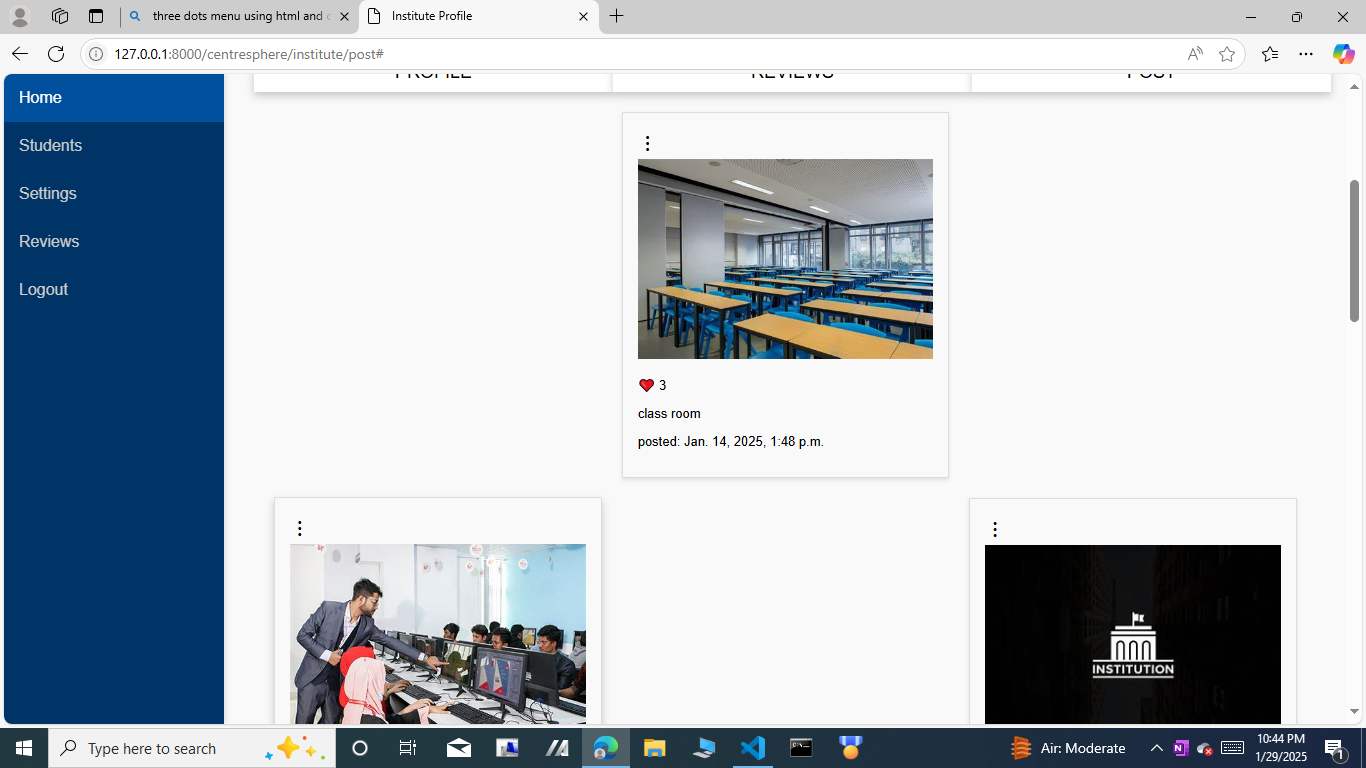 three dots menu using html and c
Institute Profile
127.0.0.1:8000/centresphere/institute/post#
PROFILE
REVIEWS
POST
Home
Students
Settings
Reviews
Logout
3
class room
posted: Jan. 14, 2025, 1:48 p.m.
INSTITUTION
Type here to search
Air: Moderate
10:44 PM
1/29/2025
1